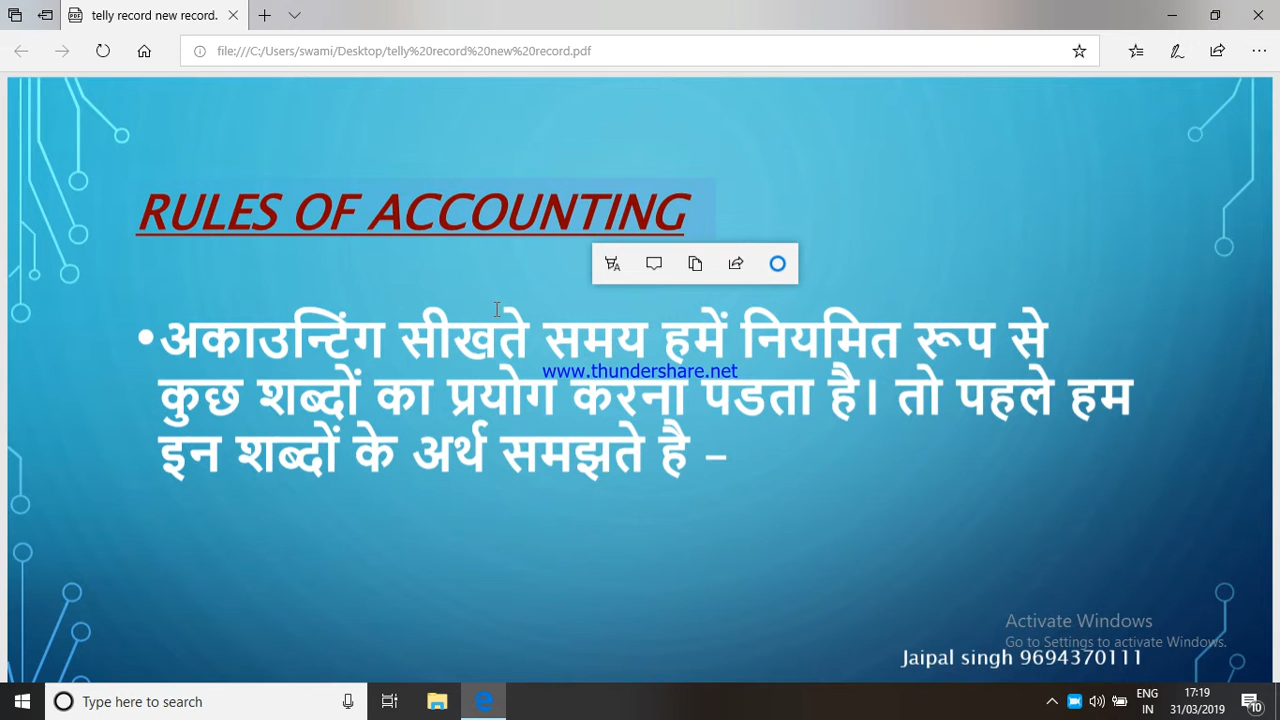 telly record new record.
file:///C:/Users/swami/Desktop/telly%20record%20new%20record.pdf
RULES OF ACCOUNTING
•अकाउन्टिंग सीखते समय हमें नियमित रूप से
www.thundershare.net
कुछ शब्दों का प्रयोग करना पडता है। तो पहले हम
इन शब्दों के अर्थ समझते है –
Activate Windows
Go to Settings to activate Windows.
Jaipal singh 9694370111
Type here to search
ENG
IN
17:19
31/03/2019
10